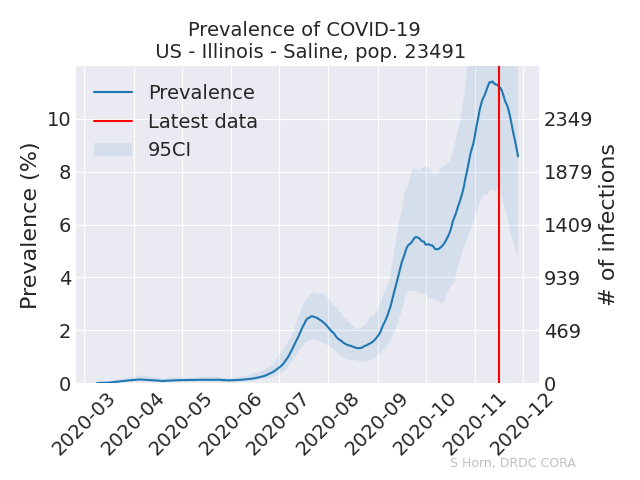 Prevalence of COVID-19
US - Illinois - Saline, pop. 23491
Prevalence
Latest data
95CI
Prevalence (%)
10
8
6
4
2
0
2349
1879
1409
939
469
0
# of infections
2020-03
2020-04
2020-05
2020-06
2020-07
2020-08
2020-09
2020-10
2020-11
2020-12
S Horn, DRDC CORA